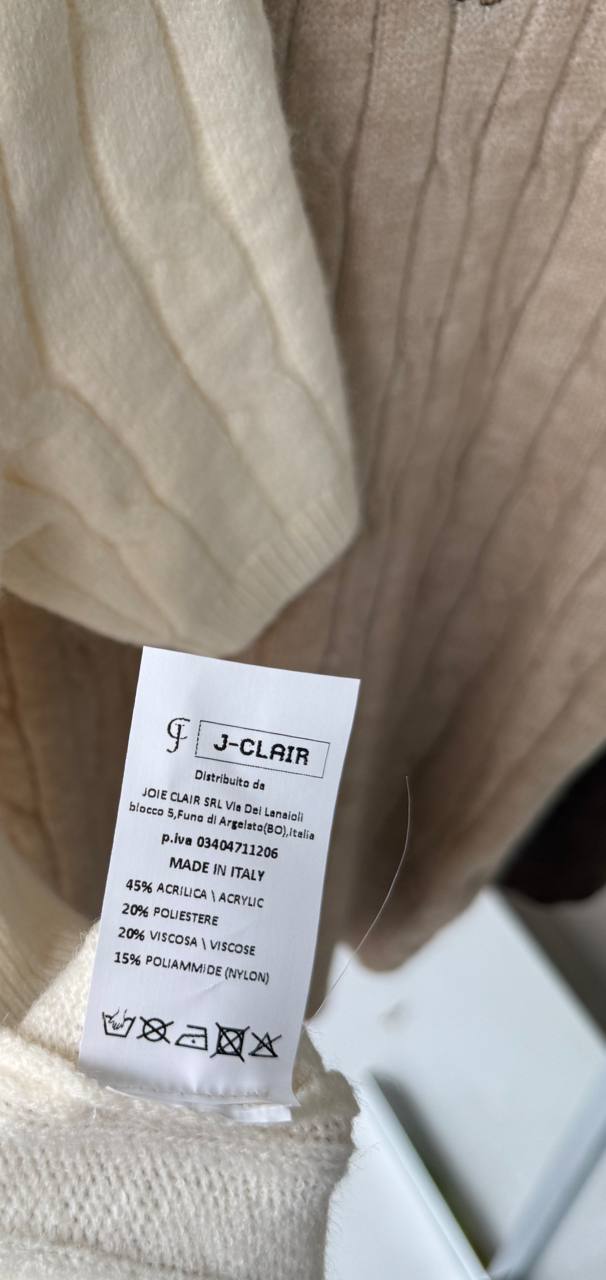 J-CLAIR
Distribuito da
JOIE CLAIR SRL Via Dei Lanaioli
blocco 5,Funo di Argelato(BO),Italia
p.iva 03404711206
MADE IN ITALY
45% ACRILICA \ ACRYLIC
20% POLIESTERE
20% VISCOSA \ VISCOSE
15% POLIAMMIDE (NYLON)